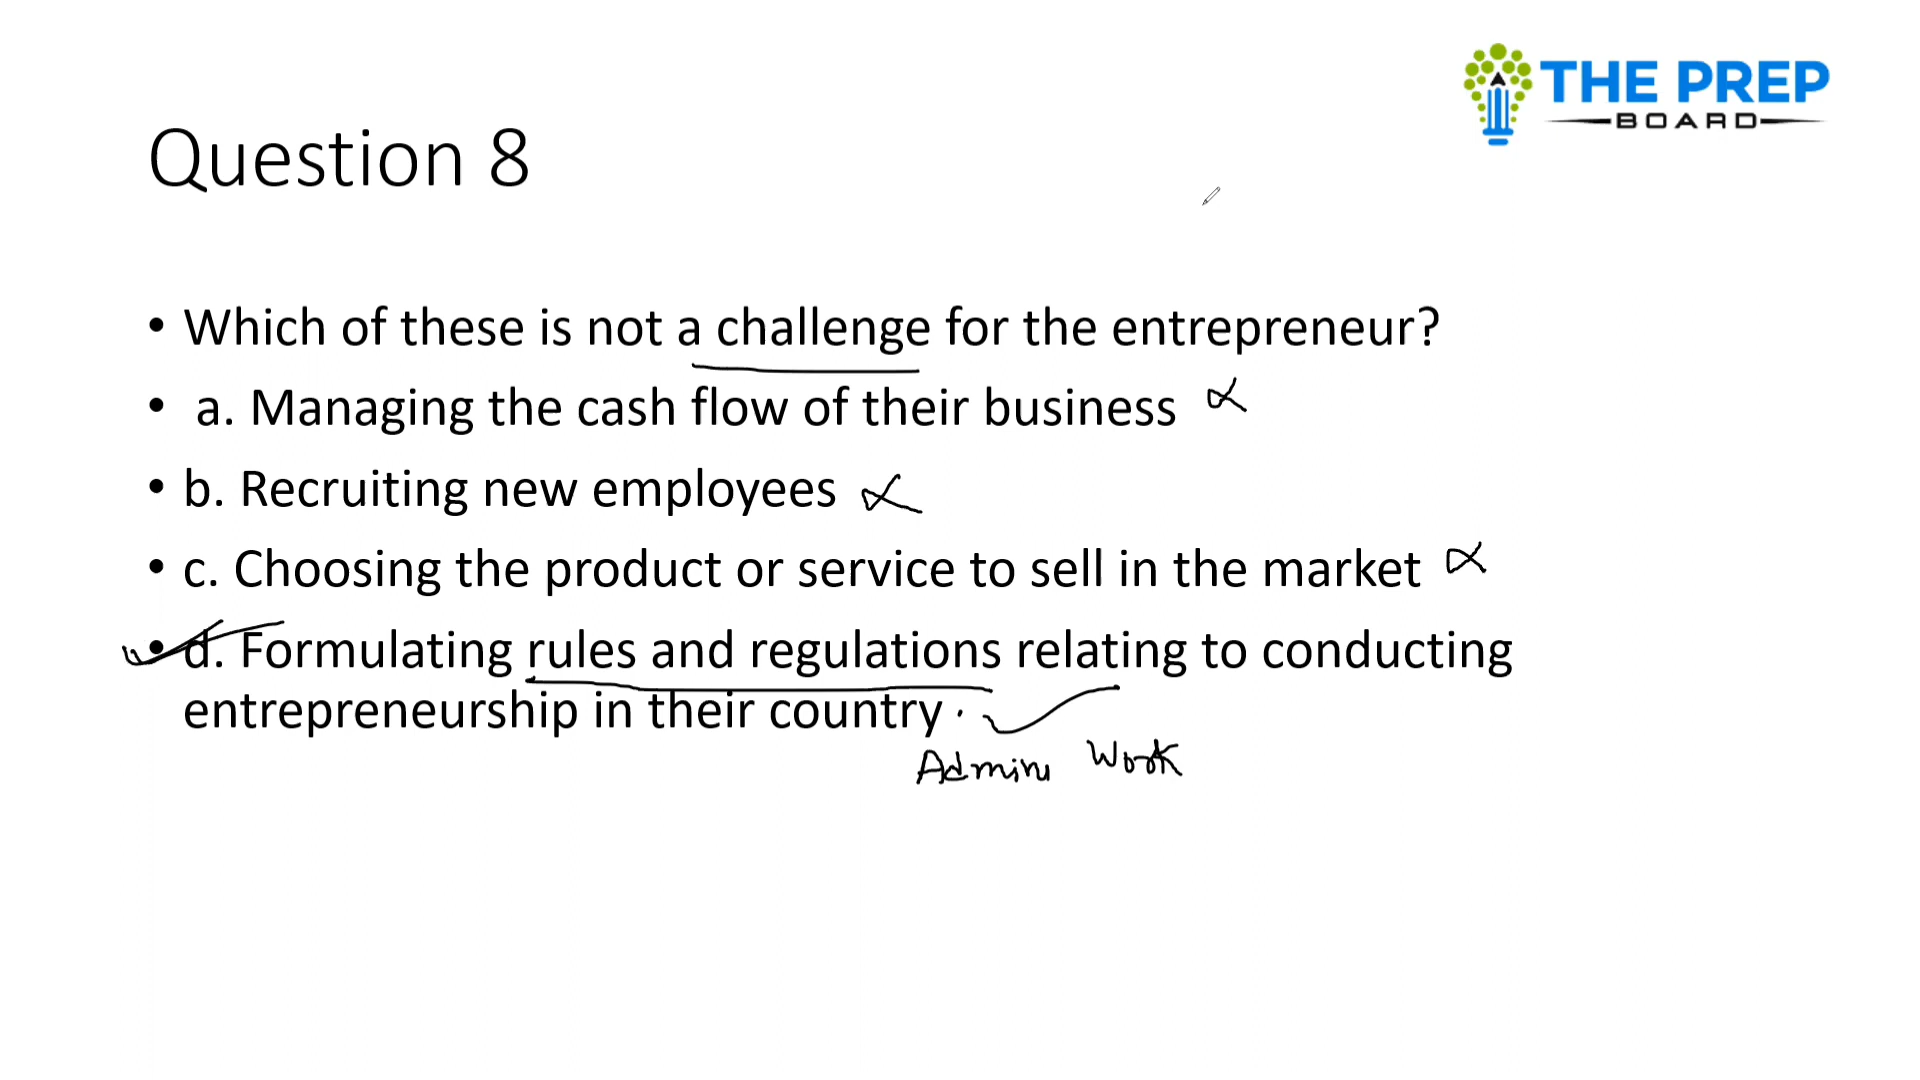 THE PREP
BOARD
Question 8
• Which of these is not a challenge for the entrepreneur?
• a. Managing the cash flow of their business
• b. Recruiting new employees
• c. Choosing the product or service to sell in the market
• d. Formulating rules and regulations relating to conducting
entrepreneurship in their country
Admin Work